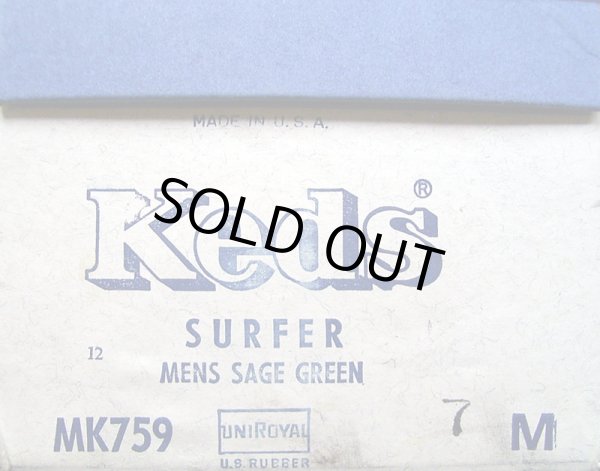 MADE IN U.S.A.
Keds®
SOLD OUT
SURFER
12
MENS SAGE GREEN
MK759 UNIROYAL 7 M
U.S. RUBBER